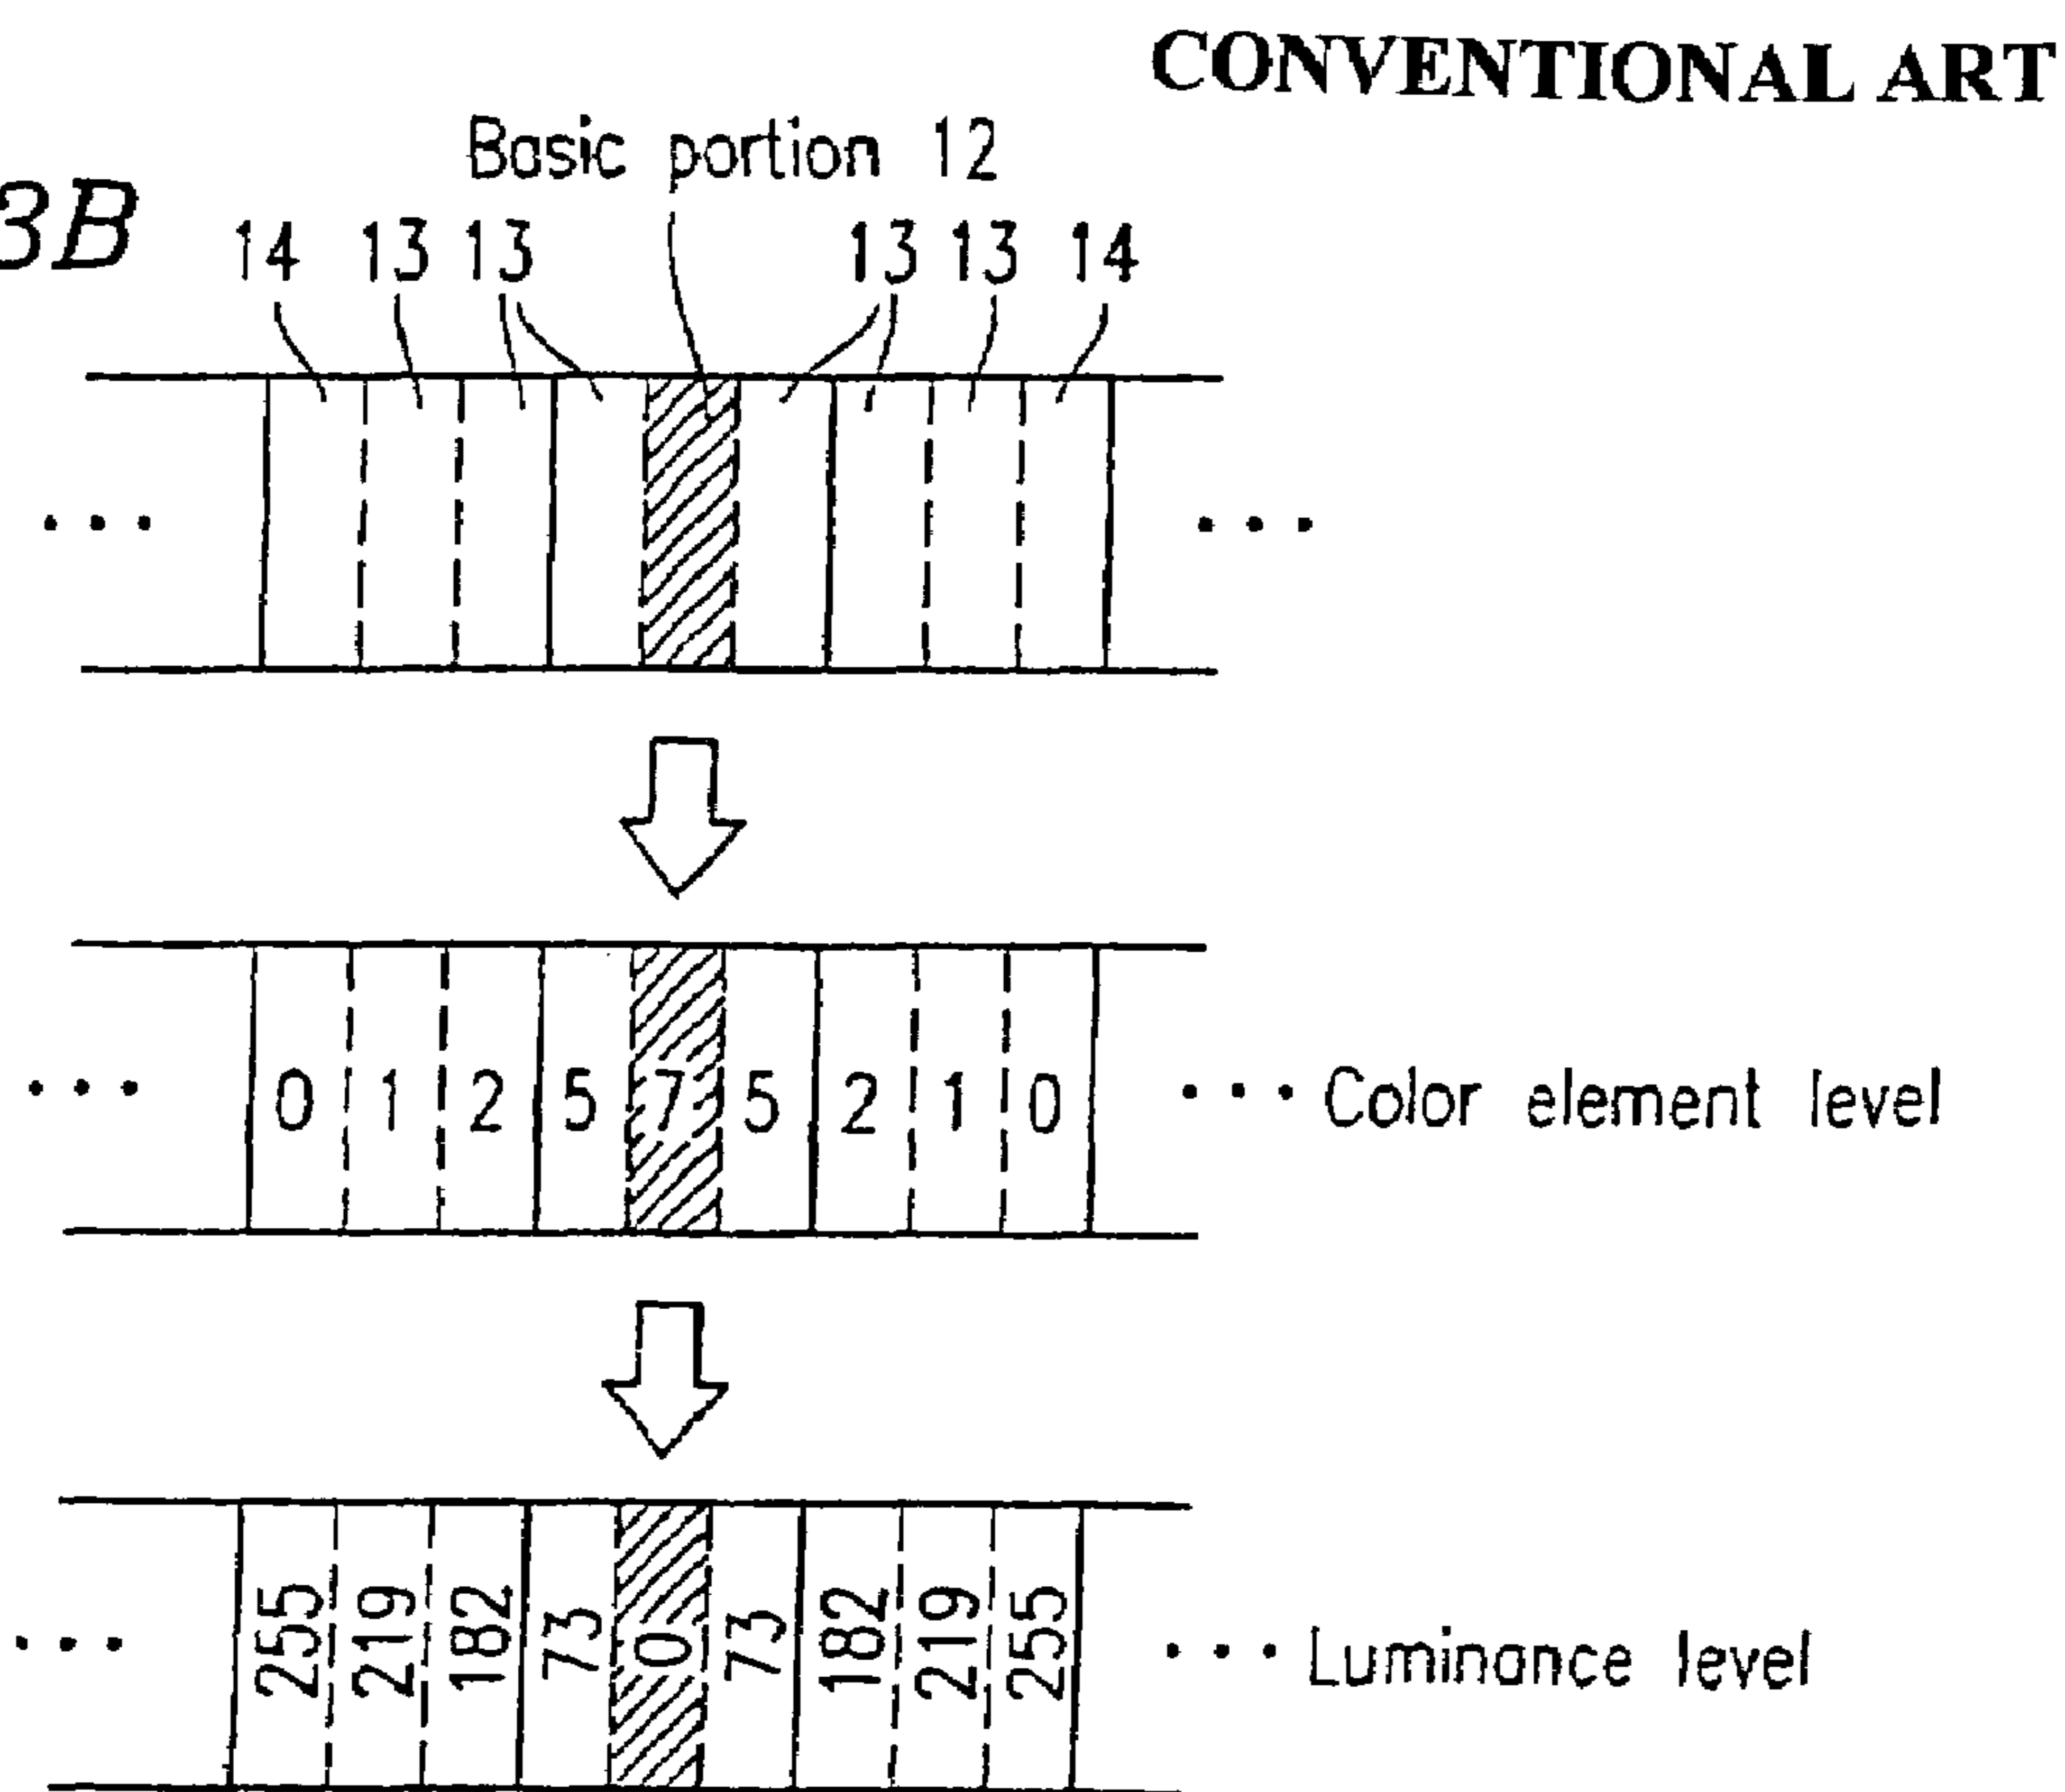 CONVENTIONAL ART
Basic portion 12
3B
14 13 13 13 13 14
0 1 2 5 7 5 2 1 0 ··· Color element level
255 219 182 73 0 73 182 219 255 ··· Luminance level